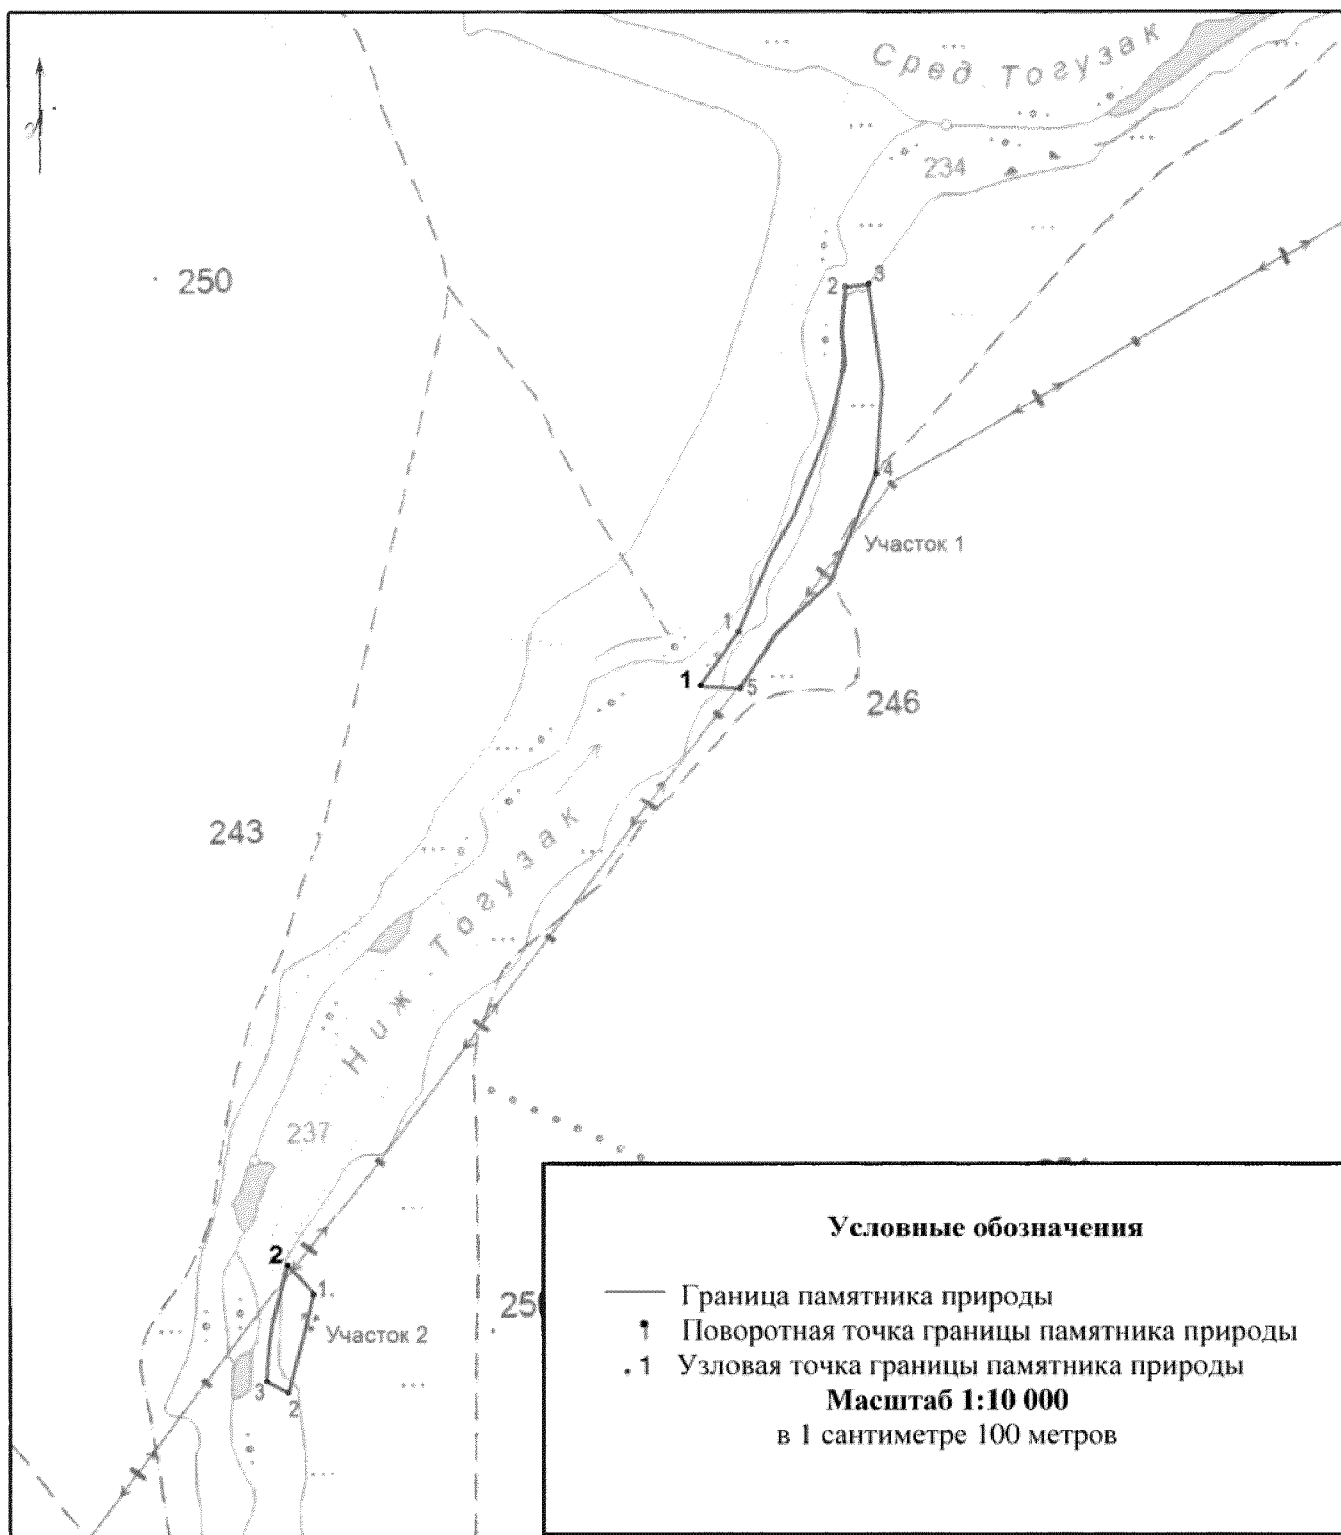 Сред. Тогузак
234
250
2 3
4
Участок 1
1
1 5
246
243
Ниж. Тогузак
237
2
1
Участок 2
3 2
Условные обозначения
Граница памятника природы
1 Поворотная точка границы памятника природы
. 1 Узловая точка границы памятника природы
Масштаб 1:10 000
в 1 сантиметре 100 метров